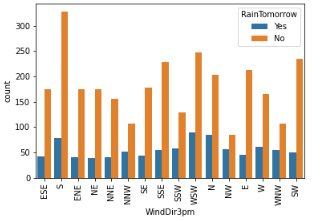 RainTomorrow
Yes
No
count
300
250
200
150
100
50
0
ESE S ENE NE NNE NNW SE SSE SSW WSW N NW E W WNW SW
WindDir3pm